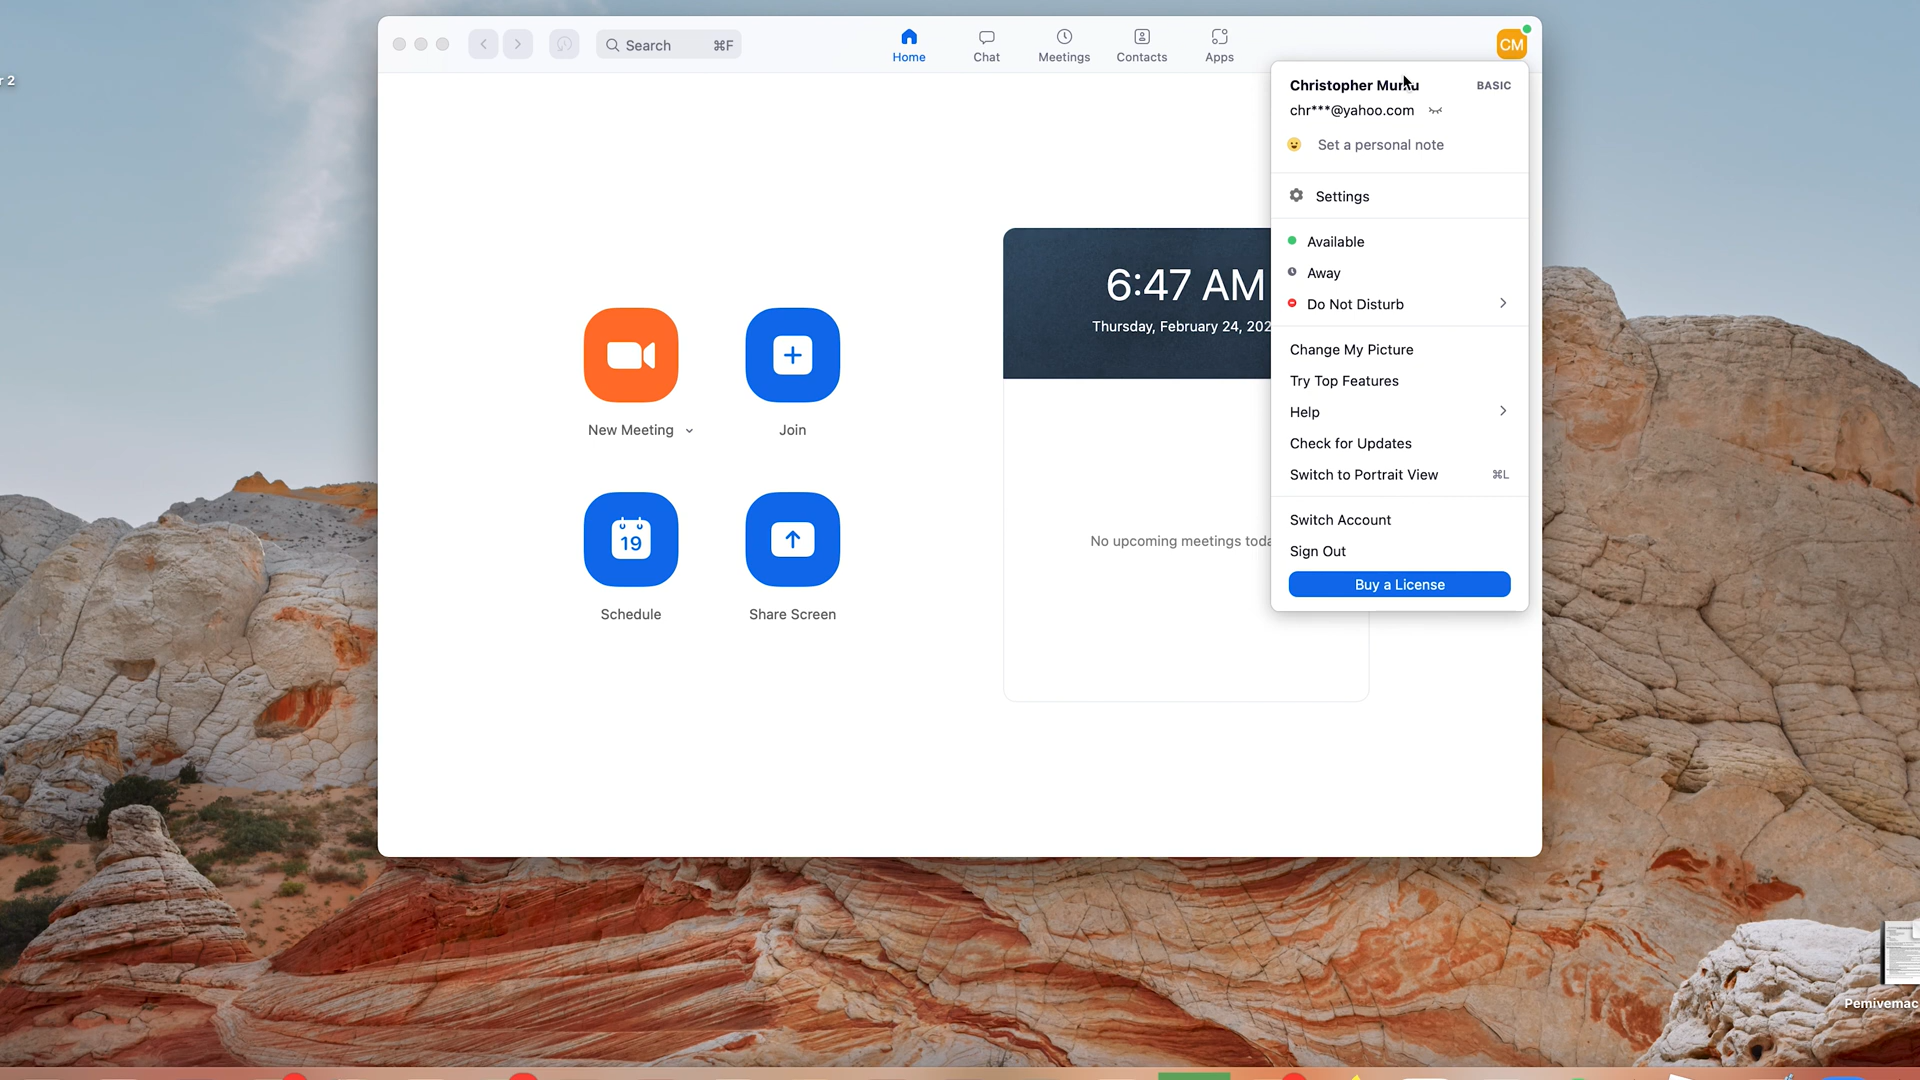 r 2
Search ⌘F
Home
Chat
Meetings
Contacts
Apps
CM
Christopher
BASIC
chr***@yahoo.com
Set a personal note
Settings
Available
Away
Do Not Disturb
Change My Picture
Try Top Features
Help
Check for Updates
Switch to Portrait View ⌘L
Switch Account
Sign Out
Buy a License
6:47 AM
Thursday, February 24, 202
No upcoming meetings toda
New Meeting
Join
19
Schedule
Share Screen
Pemivemac